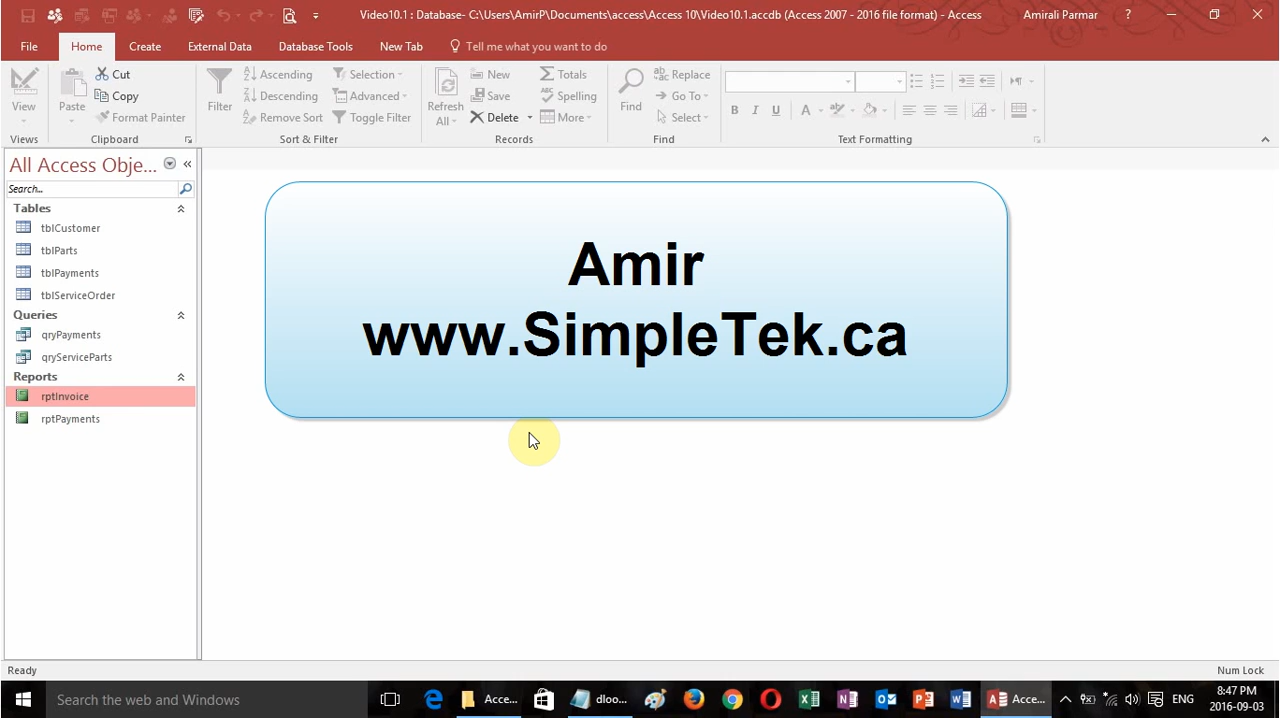 Video10.1 : Database- C:\Users\AmirP\Documents\access\Access 10\Video10.1.accdb (Access 2007 - 2016 file format) - Access
Amirali Parmar
?
File
Home
Create
External Data
Database Tools
New Tab
Tell me what you want to do
View
Views
Paste
Cut
Copy
Format Painter
Clipboard
Filter
Ascending
Descending
Remove Sort
Selection
Advanced
Toggle Filter
Sort & Filter
Refresh
All
New
Save
Delete
Totals
Spelling
More
Records
Find
Replace
Go To
Select
Find
B I U A
Text Formatting
All Access Obje...
Search...
Tables
tblCustomer
tblParts
tblPayments
tblServiceOrder
Queries
qryPayments
qryServiceParts
Reports
rptInvoice
rptPayments
Amir
www.SimpleTek.ca
Ready
Num Lock
Search the web and Windows
Acce...
dloo...
Acce...
ENG
8:47 PM
2016-09-03